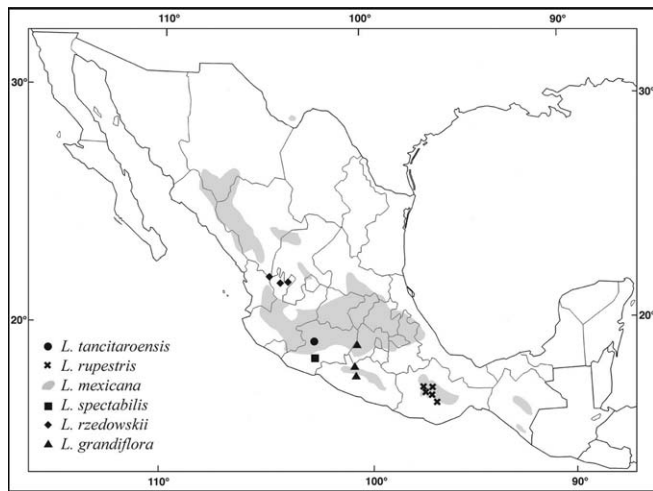 110°
100°
90°
30°
30°
20°
20°
L. tancitaroensis
L. rupestris
L. mexicana
L. spectabilis
L. rzedowskii
L. grandiflora
110°
100°
90°